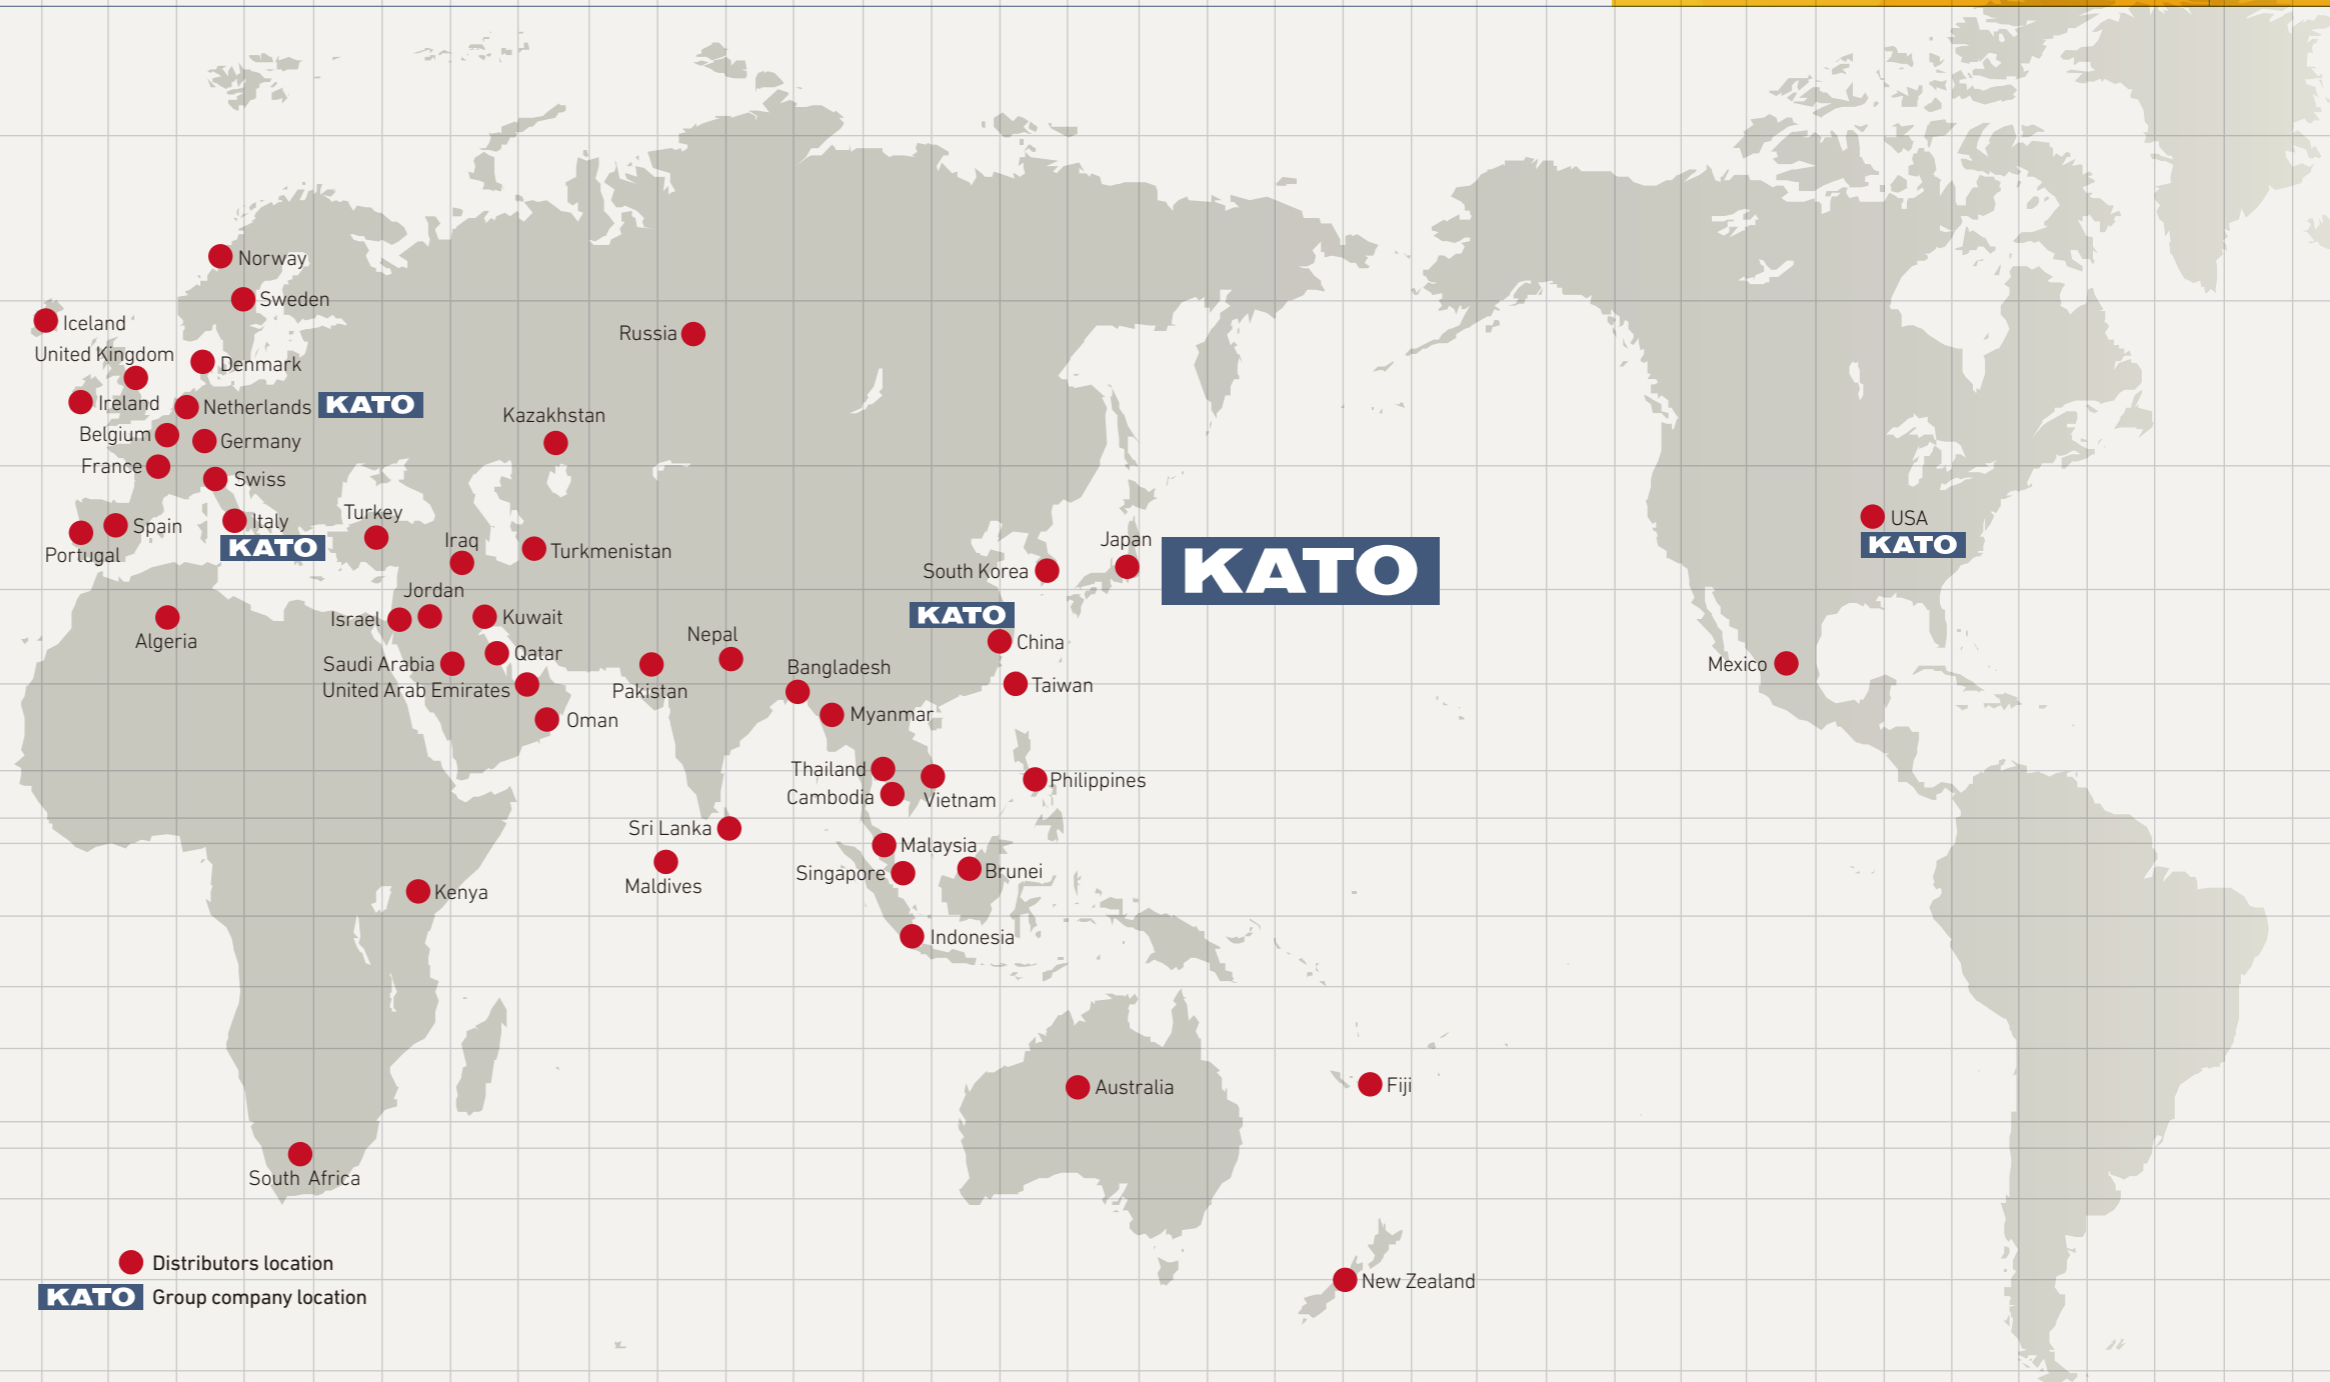 Norway
Sweden
Iceland
United Kingdom
Denmark
Russia
Ireland
Netherlands KATO
Kazakhstan
Belgium
Germany
France
Swiss
Turkey
Italy
Spain
KATO
Portugal
Iraq
Turkmenistan
Jordan
Israel
Kuwait
Algeria
Qatar
Saudi Arabia
United Arab Emirates
Oman
Nepal
Pakistan
Bangladesh
Myanmar
Japan
KATO
South Korea
KATO
China
Taiwan
USA
KATO
Mexico
Thailand
Cambodia
Vietnam
Philippines
Sri Lanka
Malaysia
Maldives
Singapore
Brunei
Kenya
Indonesia
Australia
Fiji
South Africa
New Zealand
Distributors location
KATO Group company location